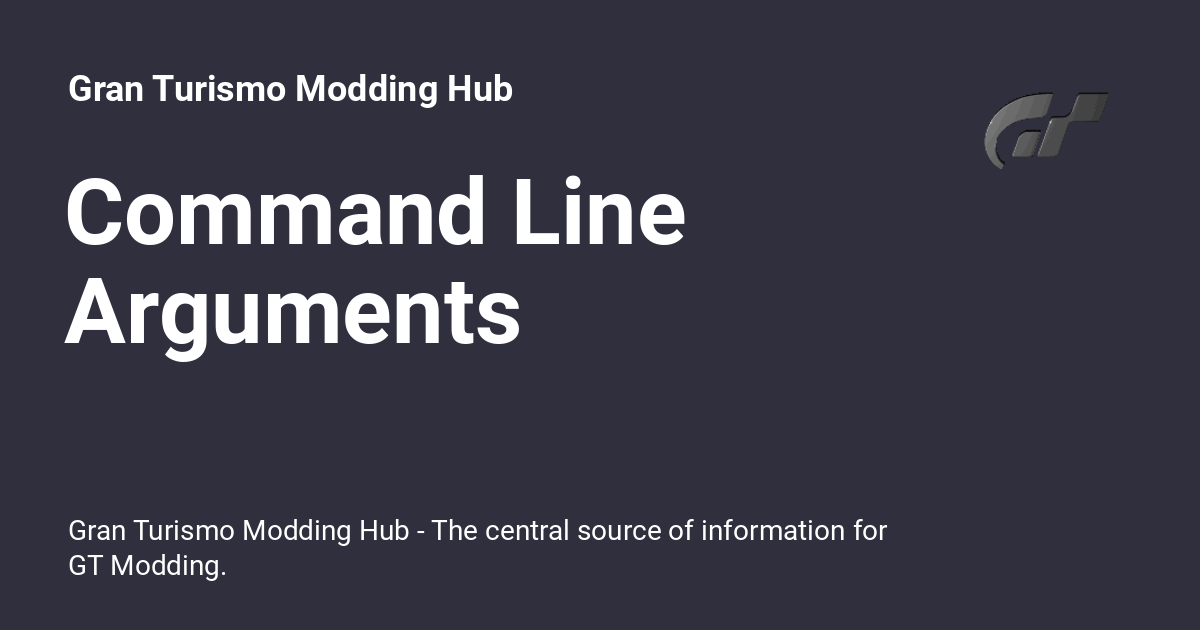 Gran Turismo Modding Hub
Command Line
Arguments
Gran Turismo Modding Hub - The central source of information for
GT Modding.